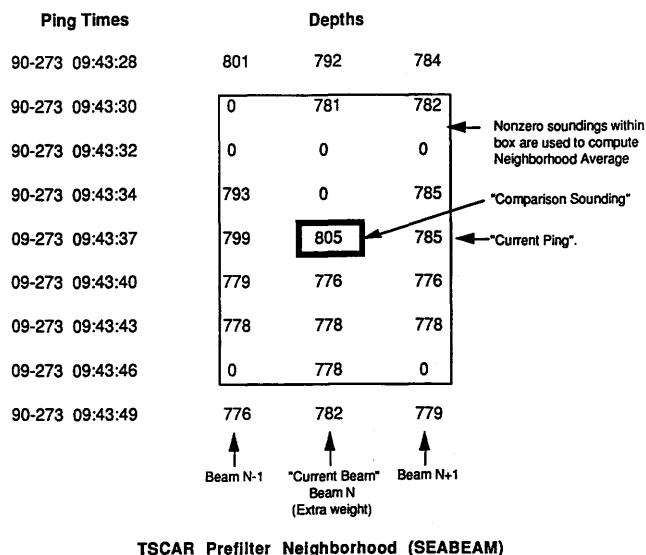 Ping Times Depths
90-273 09:43:28 801 792 784
90-273 09:43:30 0 781 782
Nonzero soundings within
box are used to compute
Neighborhood Average
90-273 09:43:32 0 0 0
90-273 09:43:34 793 0 785
"Comparison Sounding"
09-273 09:43:37 799 805 785 "Current Ping".
09-273 09:43:40 779 776 776
09-273 09:43:43 778 778 778
09-273 09:43:46 0 778 0
90-273 09:43:49 776 782 779
Beam N-1 "Current Beam" Beam N+1
Beam N
(Extra weight)
TSCAR Prefilter Neighborhood (SEABEAM)